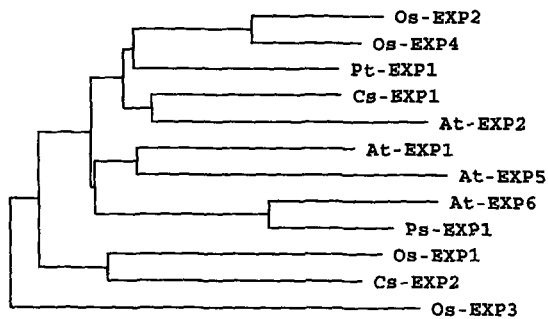 Os-EXP2
Os-EXP4
Pt-EXP1
Cs-EXP1
At-EXP2
At-EXP1
At-EXP5
At-EXP6
Ps-EXP1
Os-EXP1
Cs-EXP2
Os-EXP3